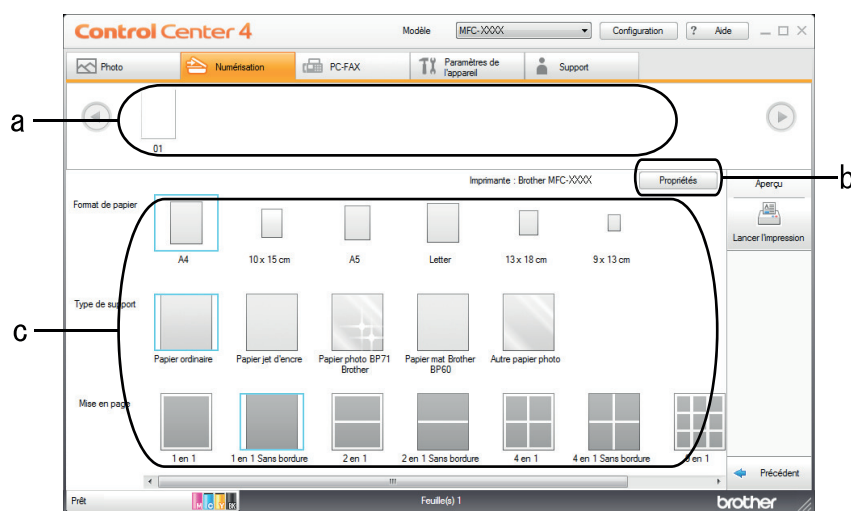 Control Center 4
Modèle
MFC-XXXX
Configuration
? Aide
Photo
Numérisation
PC-FAX
Paramètres de
l'appareil
Support
a
01
Imprimante : Brother MFC-XXXX
Propriétés
b
Aperçu
Lancer l'impression
Format de papier
A4
10 x 15 cm
A5
Letter
13 x 18 cm
9 x 13 cm
Type de support
c
Papier ordinaire
Papier jet d'encre
Papier photo BP71
Brother
Papier mat Brother
BP60
Autre papier photo
Mise en page
1 en 1
1 en 1 Sans bordure
2 en 1
2 en 1 Sans bordure
4 en 1
4 en 1 Sans bordure
9 en 1
Précédent
Prêt
M C Y BK
Feuille(s) 1
brother